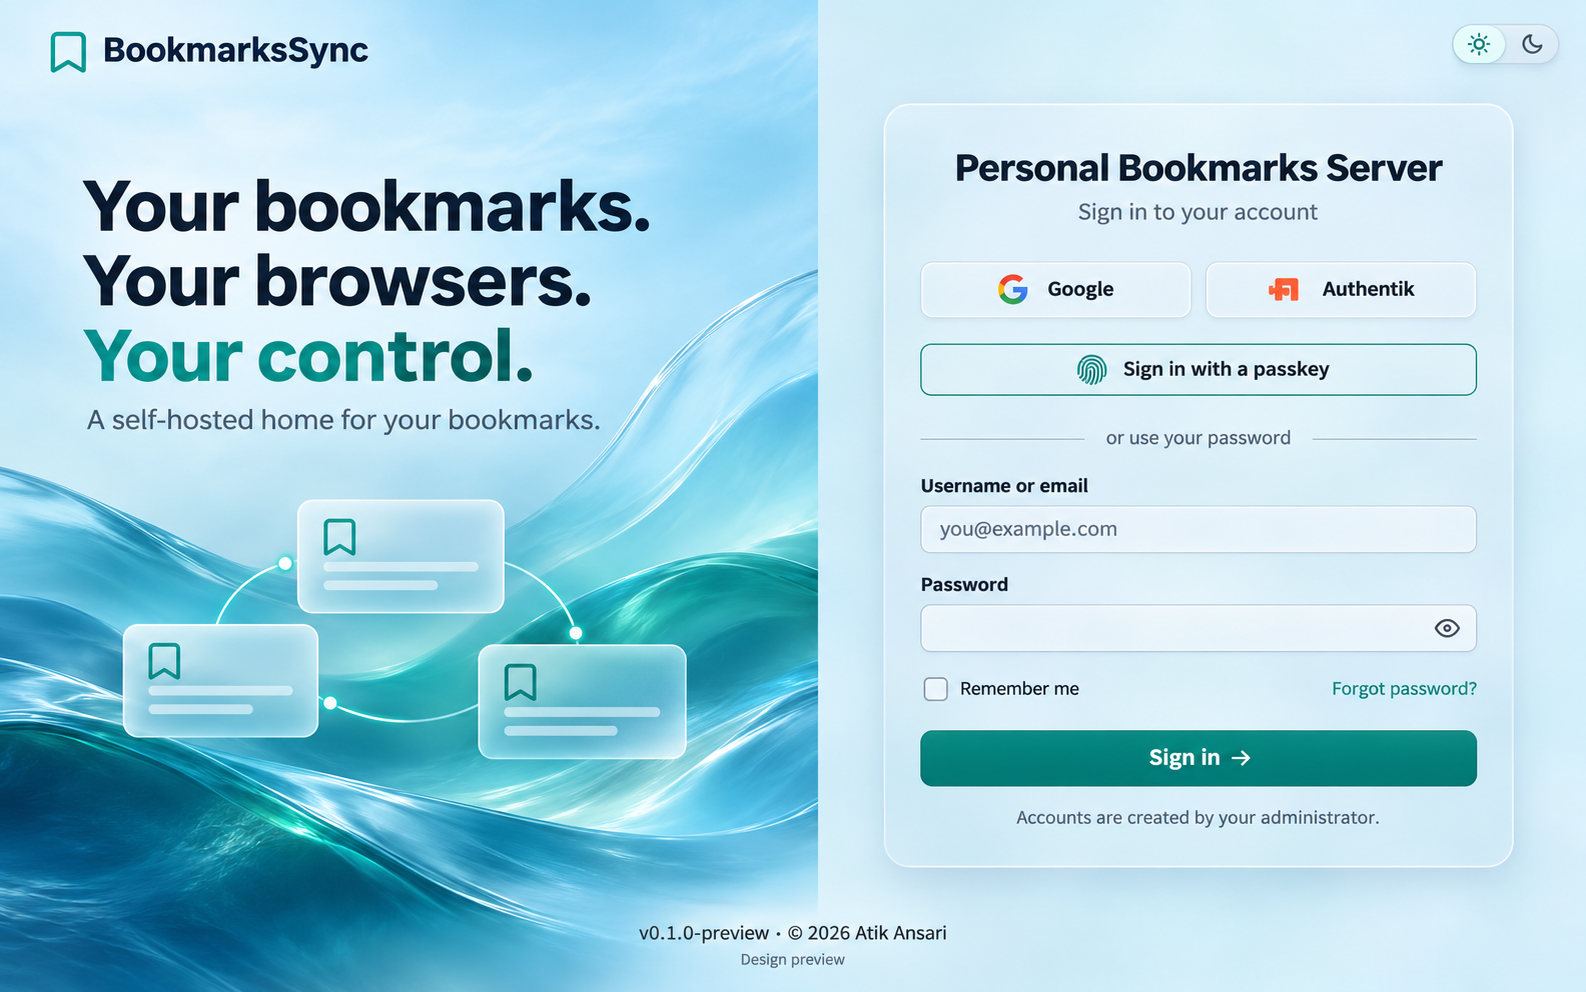 BookmarksSync
Your bookmarks.
Your browsers.
Your control.
A self-hosted home for your bookmarks.
Personal Bookmarks Server
Sign in to your account
Google
Authentik
Sign in with a passkey
or use your password
Username or email
you@example.com
Password
Remember me
Forgot password?
Sign in →
Accounts are created by your administrator.
v0.1.0-preview · © 2026 Atik Ansari
Design preview